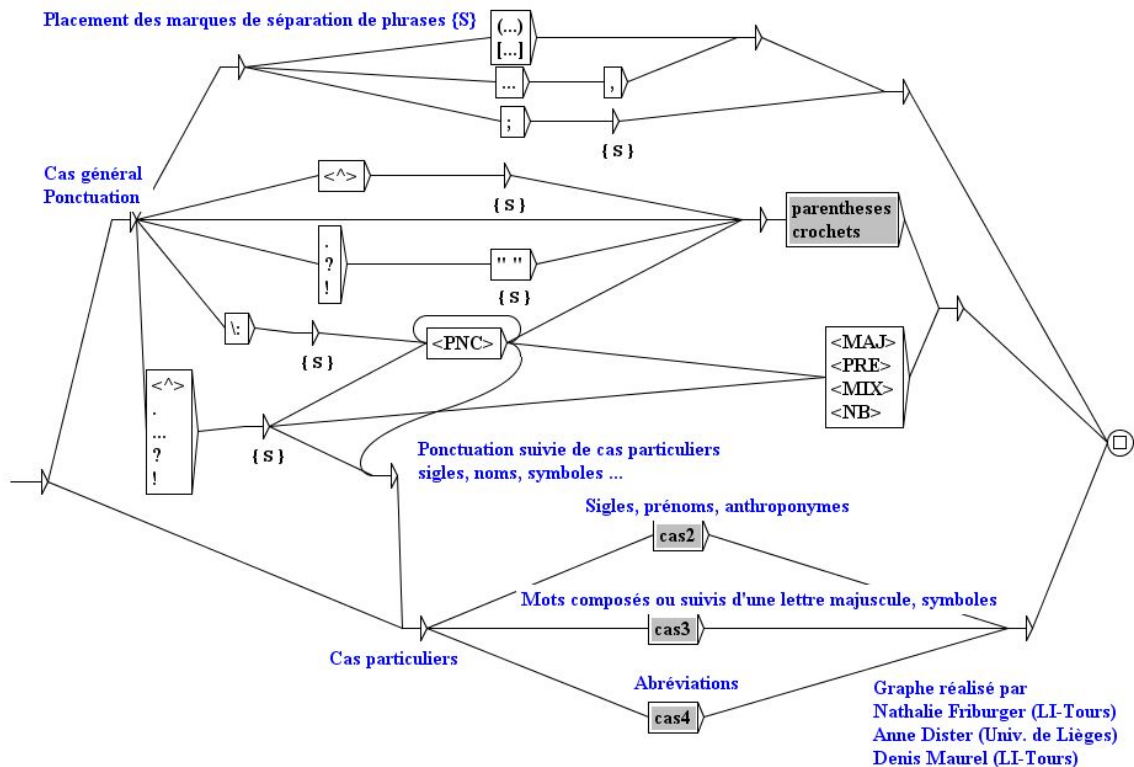 Placement des marques de séparation de phrases {S}
(...)
[...]
...
,
;
{ S }
Cas général
Ponctuation
<^>
{ S }
parentheses
crochets
.
?
!
" "
{ S }
\:
{ S }
<PNC>
<MAJ>
<PRE>
<MIX>
<NB>
<^>
.
...
?
!
{ S }
Ponctuation suivie de cas particuliers
sigles, noms, symboles ...
Sigles, prénoms, anthroponymes
cas2
Mots composés ou suivis d'une lettre majuscule, symboles
cas3
Cas particuliers
Abréviations
cas4
Graphe réalisé par
Nathalie Friburger (LI-Tours)
Anne Dister (Univ. de Lièges)
Denis Maurel (LI-Tours)